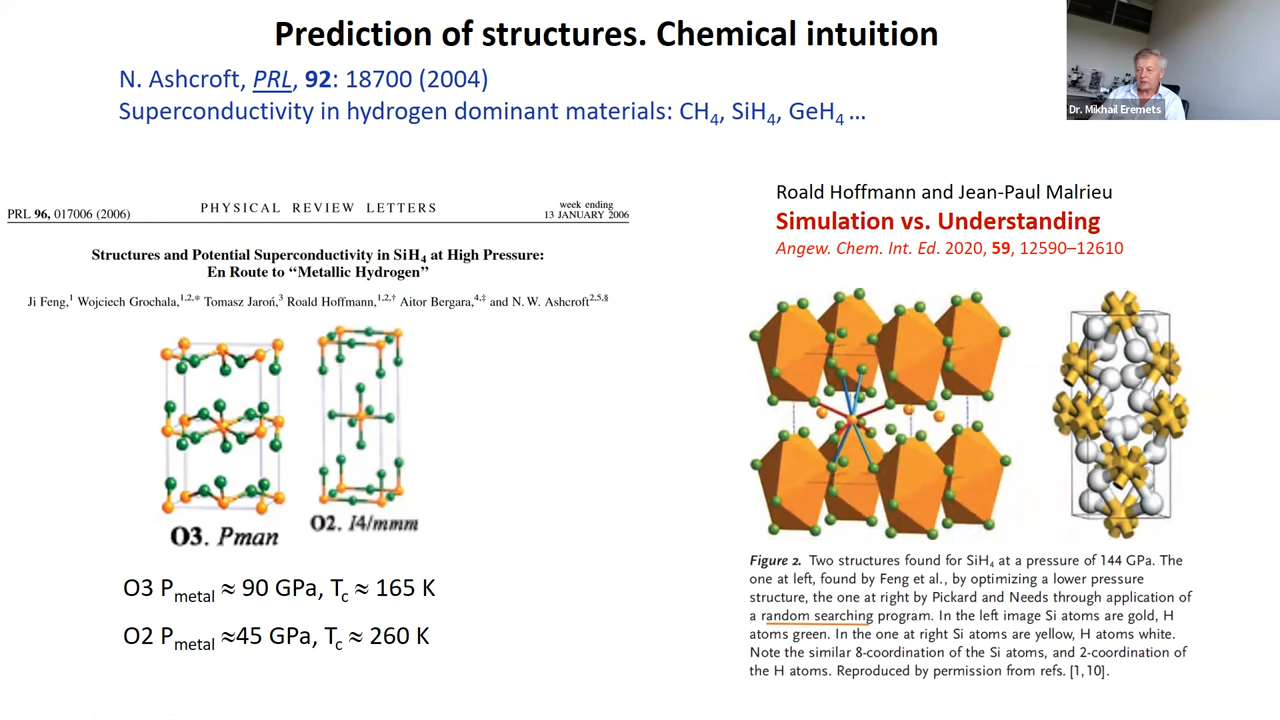 Prediction of structures. Chemical intuition
N. Ashcroft, PRL, 92: 18700 (2004)
Superconductivity in hydrogen dominant materials: CH4, SiH4, GeH4 ...
Dr. Mikhail Eremets
PRL 96, 017006 (2006)
PHYSICAL REVIEW LETTERS
week ending
13 JANUARY 2006
Structures and Potential Superconductivity in SiH4 at High Pressure:
En Route to “Metallic Hydrogen”
Ji Feng,1 Wojciech Grochala,1,2,* Tomasz Jaroń,3 Roald Hoffmann,1,2,† Aitor Bergara,4,‡ and N. W. Ashcroft2,5,§
O3. Pman
O2. I4/mmm
O3 Pmetal ≈ 90 GPa, Tc ≈ 165 K
O2 Pmetal ≈45 GPa, Tc ≈ 260 K
Roald Hoffmann and Jean-Paul Malrieu
Simulation vs. Understanding
Angew. Chem. Int. Ed. 2020, 59, 12590–12610
Figure 2. Two structures found for SiH4 at a pressure of 144 GPa. The
one at left, found by Feng et al., by optimizing a lower pressure
structure, the one at right by Pickard and Needs through application of
a random searching program. In the left image Si atoms are gold, H
atoms green. In the one at right Si atoms are yellow, H atoms white.
Note the similar 8-coordination of the Si atoms, and 2-coordination of
the H atoms. Reproduced by permission from refs. [1,10].